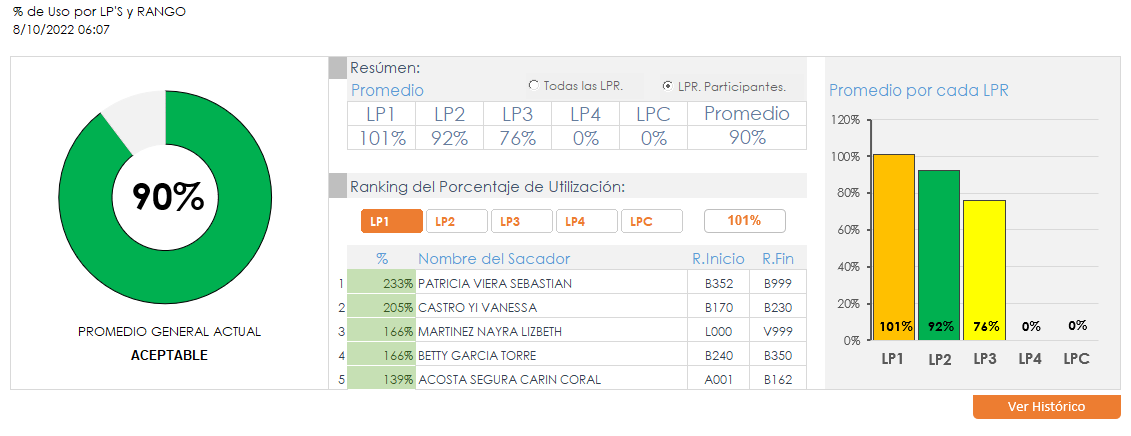 % de Uso por LP'S y RANGO
8/10/2022 06:07
90%
PROMEDIO GENERAL ACTUAL
ACEPTABLE
Resúmen:
Promedio
Todas las LPR.
LPR. Participantes.
LP1 LP2 LP3 LP4 LPC Promedio
101% 92% 76% 0% 0% 90%
Ranking del Porcentaje de Utilización:
LP1 LP2 LP3 LP4 LPC 101%
% Nombre del Sacador R.Inicio R.Fin
1 233% PATRICIA VIERA SEBASTIAN B352 B999
2 205% CASTRO YI VANESSA B170 B230
3 166% MARTINEZ NAYRA LIZBETH L000 V999
4 166% BETTY GARCIA TORRE B240 B350
5 139% ACOSTA SEGURA CARIN CORAL A001 B162
Promedio por cada LPR
120%
100%
80%
60%
40%
20%
0%
101% 92% 76% 0% 0%
LP1 LP2 LP3 LP4 LPC
Ver Histórico